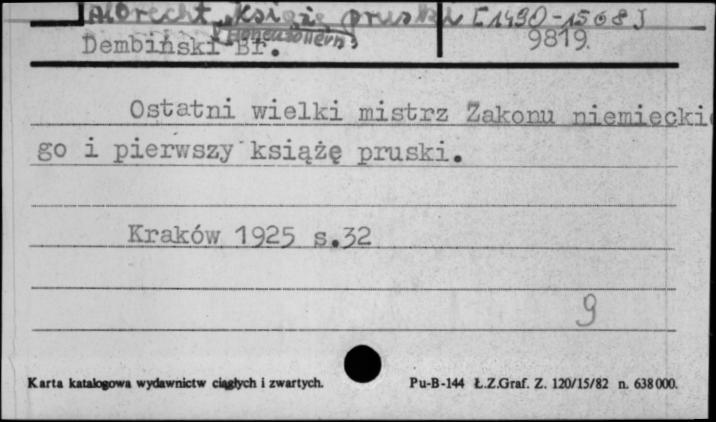 Albrecht, książę pruski [1490-1568]
(Hohenzollern)
Dembiński Br. 9819.
Ostatni wielki mistrz Zakonu niemiecki
go i pierwszy książę pruski.
Kraków 1925 s.32
9
Karta katalogowa wydawnictw ciągłych i zwartych. Pu-B-144 Ł.Z.Graf. Z. 120/15/82 n. 638000.